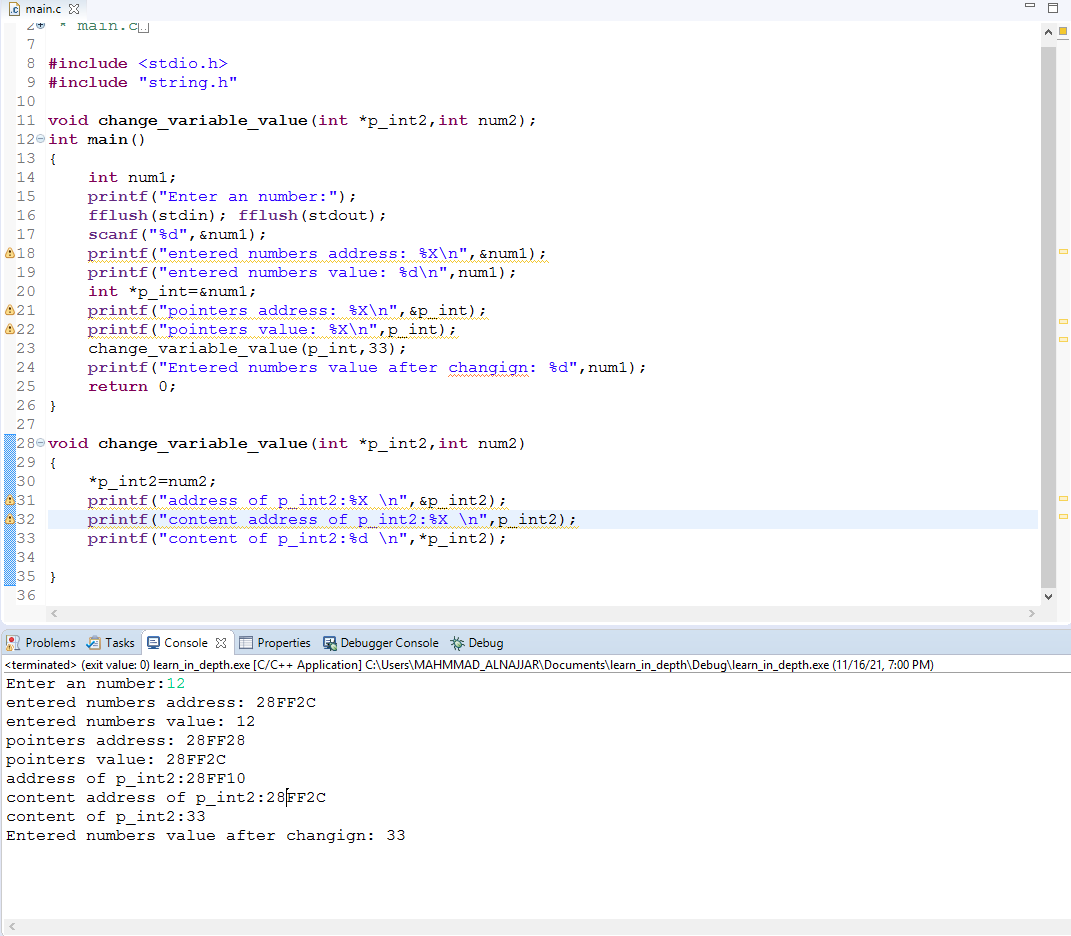 main.c
2 * main.c
7
8 #include <stdio.h>
9 #include "string.h"
10
11 void change_variable_value(int *p_int2,int num2);
12 int main()
13 {
14     int num1;
15     printf("Enter an number:");
16     fflush(stdin); fflush(stdout);
17     scanf("%d",&num1);
18     printf("entered numbers address: %X\n",&num1);
19     printf("entered numbers value: %d\n",num1);
20     int *p_int=&num1;
21     printf("pointers address: %X\n",&p_int);
22     printf("pointers value: %X\n",p_int);
23     change_variable_value(p_int,33);
24     printf("Entered numbers value after changign: %d",num1);
25     return 0;
26 }
27
28 void change_variable_value(int *p_int2,int num2)
29 {
30     *p_int2=num2;
31     printf("address of p_int2:%X \n",&p_int2);
32     printf("content address of p_int2:%X \n",p_int2);
33     printf("content of p_int2:%d \n",*p_int2);
34
35 }
36
Problems Tasks Console Properties Debugger Console Debug
<terminated> (exit value: 0) learn_in_depth.exe [C/C++ Application] C:\Users\MAHMMAD_ALNAJJAR\Documents\learn_in_depth\Debug\learn_in_depth.exe (11/16/21, 7:00 PM)
Enter an number:12
entered numbers address: 28FF2C
entered numbers value: 12
pointers address: 28FF28
pointers value: 28FF2C
address of p_int2:28FF10
content address of p_int2:28FF2C
content of p_int2:33
Entered numbers value after changign: 33